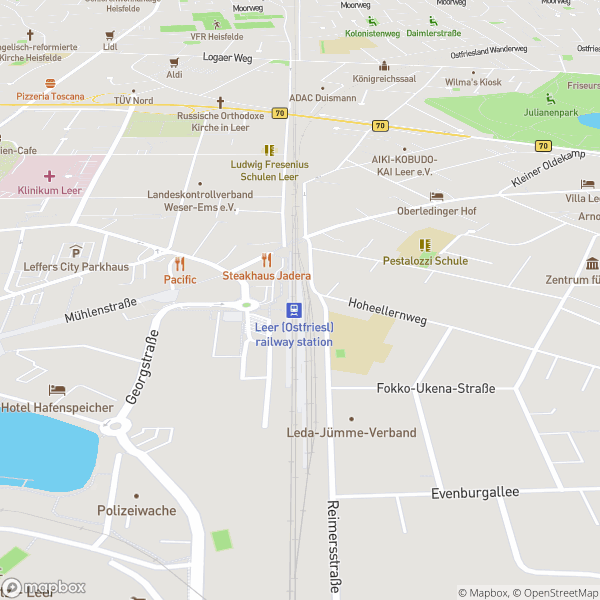 Moorweg
Moorweg
Moorweg
Heisfelde
VFR Heisfelde
Kolonistenweg
Daimlerstraße
Lidl
Kirche Heisfelde
Logaer Weg
Ostfriesland Wanderweg
Aldi
Königreichssaal
Wilma's Kiosk
Friseurs
Pizzeria Toscana
TÜV Nord
ADAC Duismann
Julianenpark
Russische Orthodoxe
Kirche in Leer
70
70
70
ien-Cafe
Ludwig Fresenius
Schulen Leer
AIKI-KOBUDO-
KAI Leer e.V.
Kleiner Oldekamp
Klinikum Leer
Landeskontrollverband
Weser-Ems e.V.
Oberledinger Hof
Villa Lee
Arno
Leffers City Parkhaus
Pacific
Steakhaus Jadera
Pestalozzi Schule
Zentrum fü
Mühlenstraße
Hoheellernweg
Leer (Ostfriesl)
railway station
Georgstraße
Fokko-Ukena-Straße
Hotel Hafenspeicher
Leda-Jümme-Verband
Evenburgallee
Polizeiwache
Reimersstraße
Leer
mapbox
© Mapbox, © OpenStreetMap